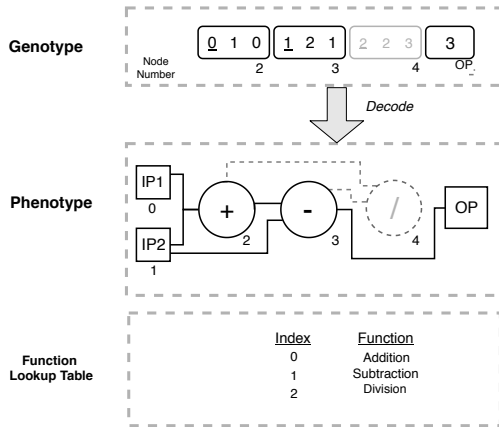 Genotype
0 1 0 1 2 1 2 2 3 3
Node
Number
2 3 4 OP.
Decode
Phenotype
IP1
0
IP2
1
+ - /
2 3 4
OP
Function
Lookup Table
Index Function
0 Addition
1 Subtraction
2 Division